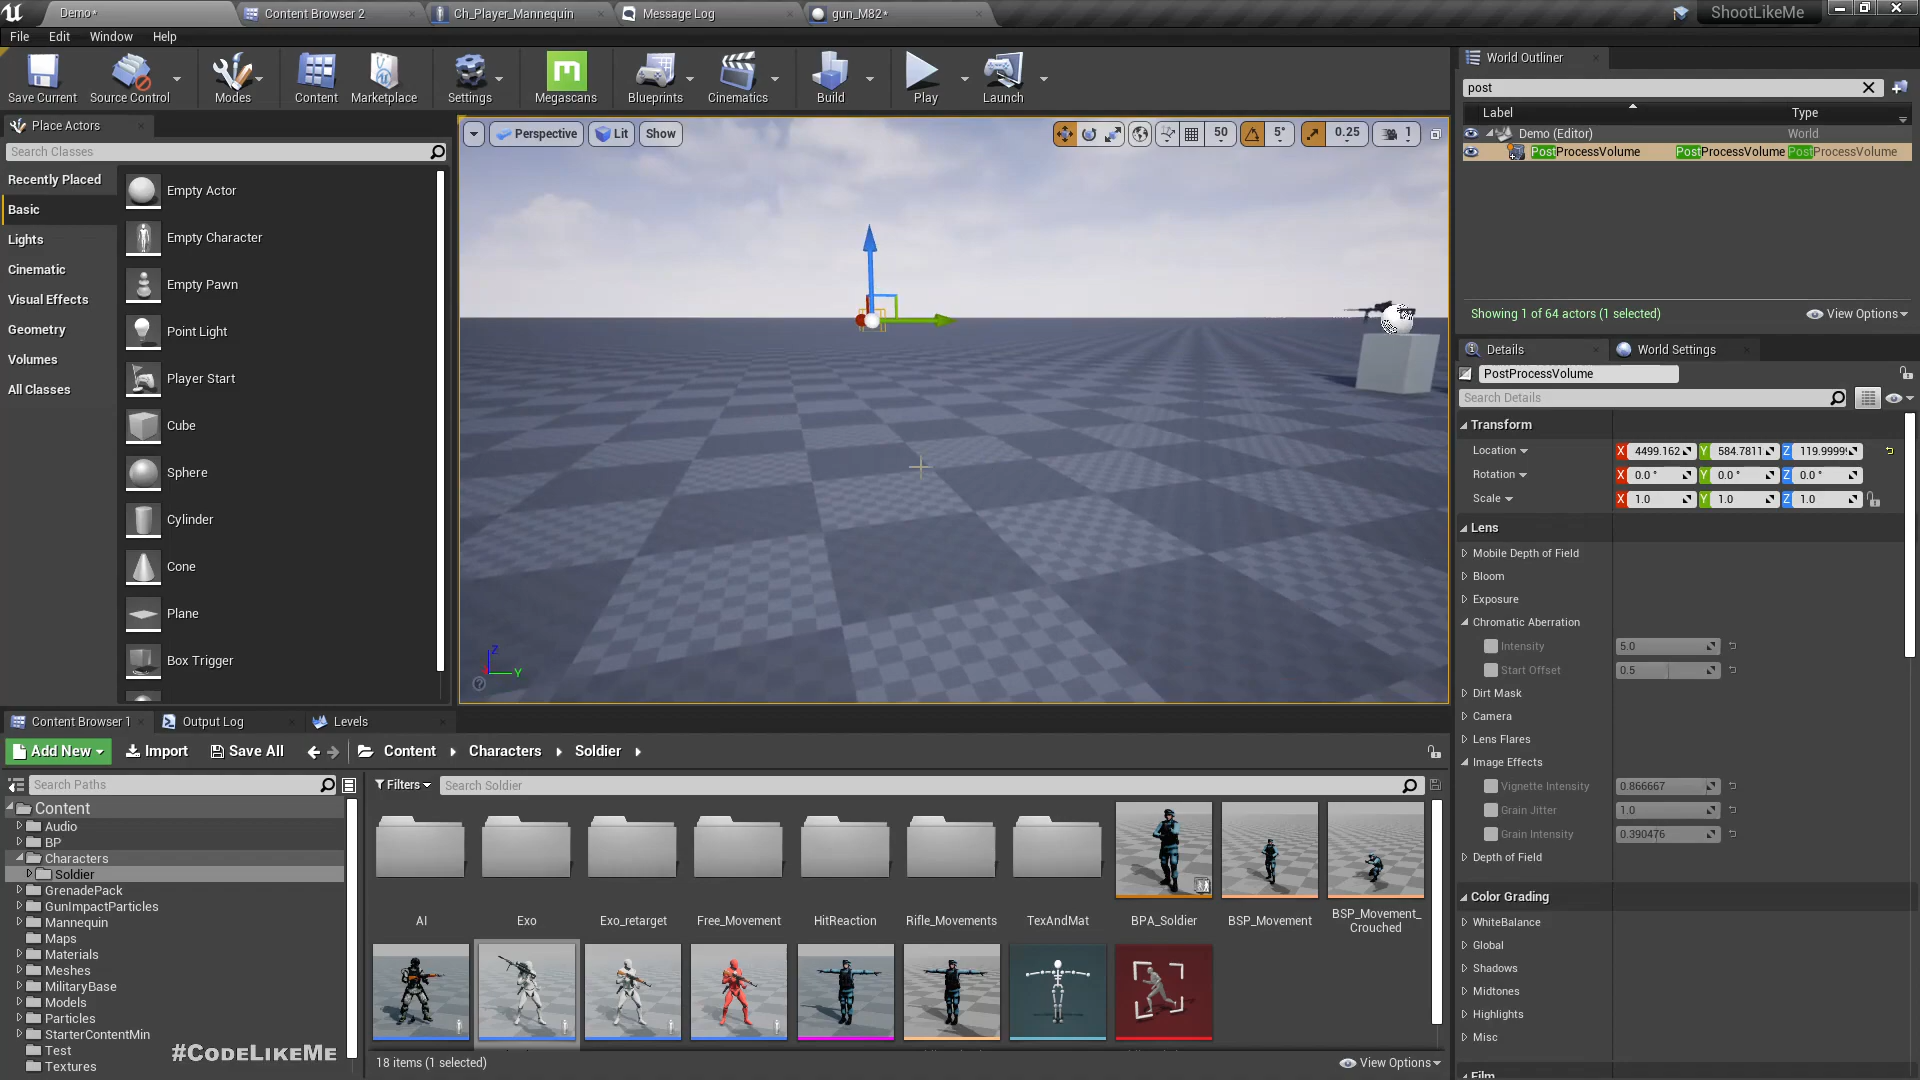 Demo*
Content Browser 2
Ch_Player_Mannequin
Message Log
gun_M82*
ShootLikeMe
File Edit Window Help
Save Current
Source Control
Modes
Content
Marketplace
Settings
Megascans
Blueprints
Cinematics
Build
Play
Launch
Place Actors
Search Classes
Recently Placed
Basic
Lights
Cinematic
Visual Effects
Geometry
Volumes
All Classes
Empty Actor
Empty Character
Empty Pawn
Point Light
Player Start
Cube
Sphere
Cylinder
Cone
Plane
Box Trigger
Perspective Lit Show
50 5° 0.25 1
Z
Y
World Outliner
post
Label Type
Demo (Editor) World
PostProcessVolume PostProcessVolume PostProcessVolume
Showing 1 of 64 actors (1 selected)
View Options
Details
World Settings
PostProcessVolume
Search Details
Transform
Location X 4499.162 Y 584.7811 Z 119.9999
Rotation X 0.0 ° Y 0.0 ° Z 0.0 °
Scale X 1.0 Y 1.0 Z 1.0
Lens
Mobile Depth of Field
Bloom
Exposure
Chromatic Aberration
Intensity 5.0
Start Offset 0.5
Dirt Mask
Camera
Lens Flares
Image Effects
Vignette Intensity 0.866667
Grain Jitter 1.0
Grain Intensity 0.390476
Depth of Field
Color Grading
WhiteBalance
Global
Shadows
Midtones
Highlights
Misc
Film
Content Browser 1
Output Log
Levels
Add New Import Save All Content Characters Soldier
Search Paths
Filters
Search Soldier
Content
Audio
BP
Characters
Soldier
GrenadePack
GunImpactParticles
Mannequin
Maps
Materials
Meshes
MilitaryBase
Models
Particles
StarterContentMin
Test
Textures
#CODELIKEME
AI
Exo
Exo_retarget
Free_Movement
HitReaction
Rifle_Movements
TexAndMat
BPA_Soldier
BSP_Movement
BSP_Movement_
Crouched
18 items (1 selected)
View Options